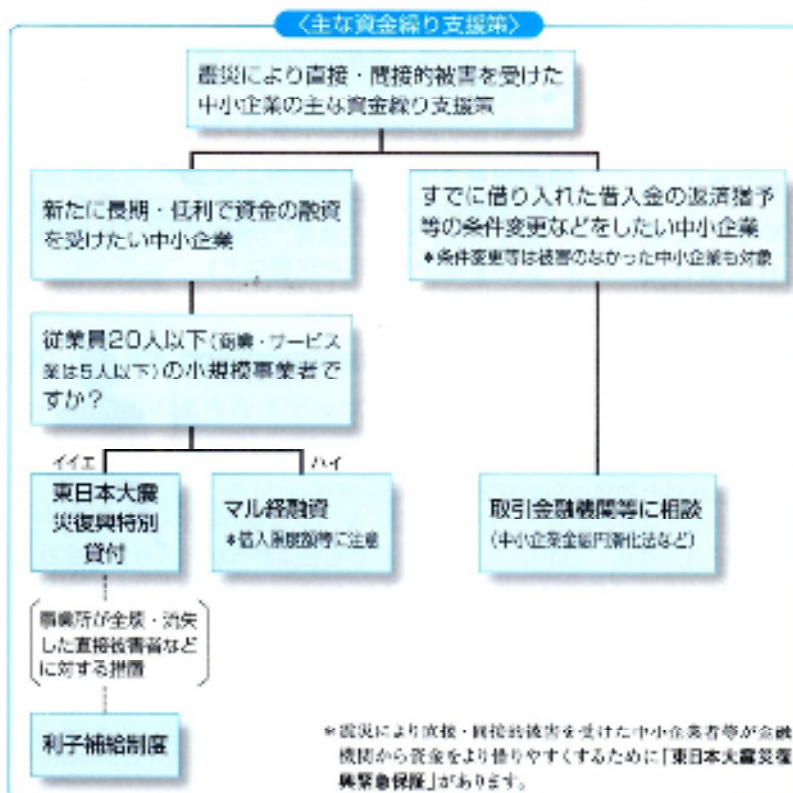 〈主な資金繰り支援策〉
震災により直接・間接的被害を受けた
中小企業の主な資金繰り支援策
新たに長期・低利で資金の融資
を受けたい中小企業
すでに借り入れた借入金の返済猶予
等の条件変更などをしたい中小企業
*条件変更等は被害のなかった中小企業も対象
従業員20人以下(商業・サービス
業は5人以下)の小規模事業者で
すか?
イイエ
ハイ
東日本大震
災復興特別
貸付
マル経融資
*借入限度額等に注意
取引金融機関等に相談
(中小企業金融円滑化法など)
事業所が全壊・流失
した直接被害者など
に対する措置
利子補給制度
*震災により直接・間接的被害を受けた中小企業者等が金融
機関から資金をより借りやすくするために「東日本大震災復
興緊急保証」があります。